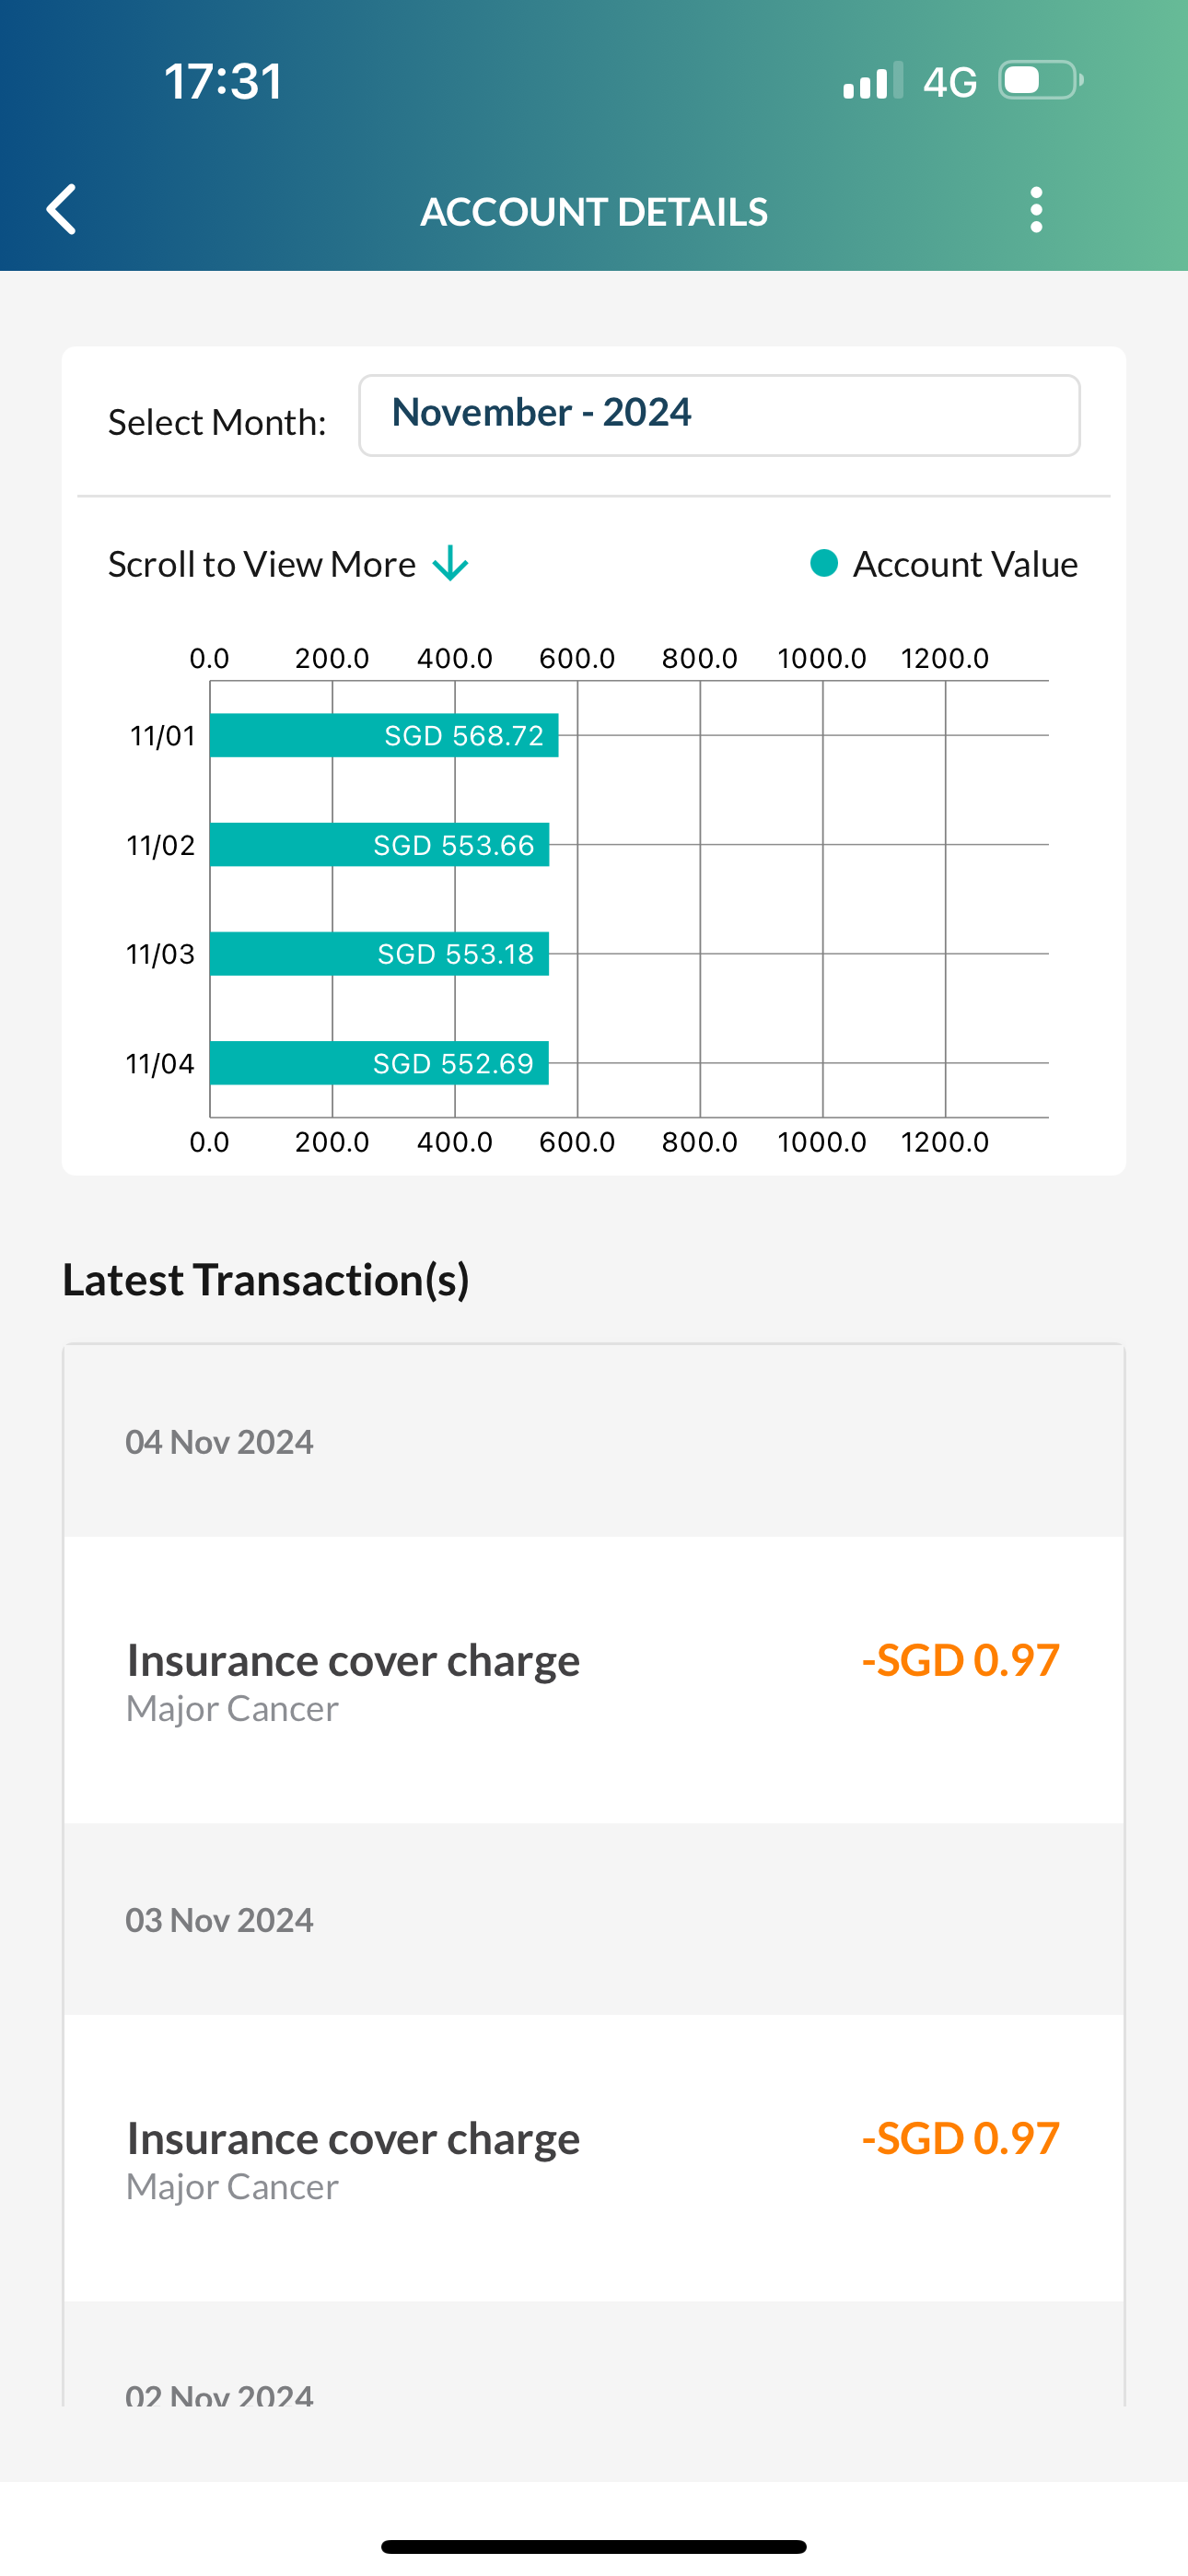 17:31 4G
ACCOUNT DETAILS
Select Month: November - 2024
Scroll to View More Account Value
0.0 200.0 400.0 600.0 800.0 1000.0 1200.0
11/01 SGD 568.72
11/02 SGD 553.66
11/03 SGD 553.18
11/04 SGD 552.69
0.0 200.0 400.0 600.0 800.0 1000.0 1200.0
Latest Transaction(s)
04 Nov 2024
Insurance cover charge -SGD 0.97
Major Cancer
03 Nov 2024
Insurance cover charge -SGD 0.97
Major Cancer
02 Nov 2024